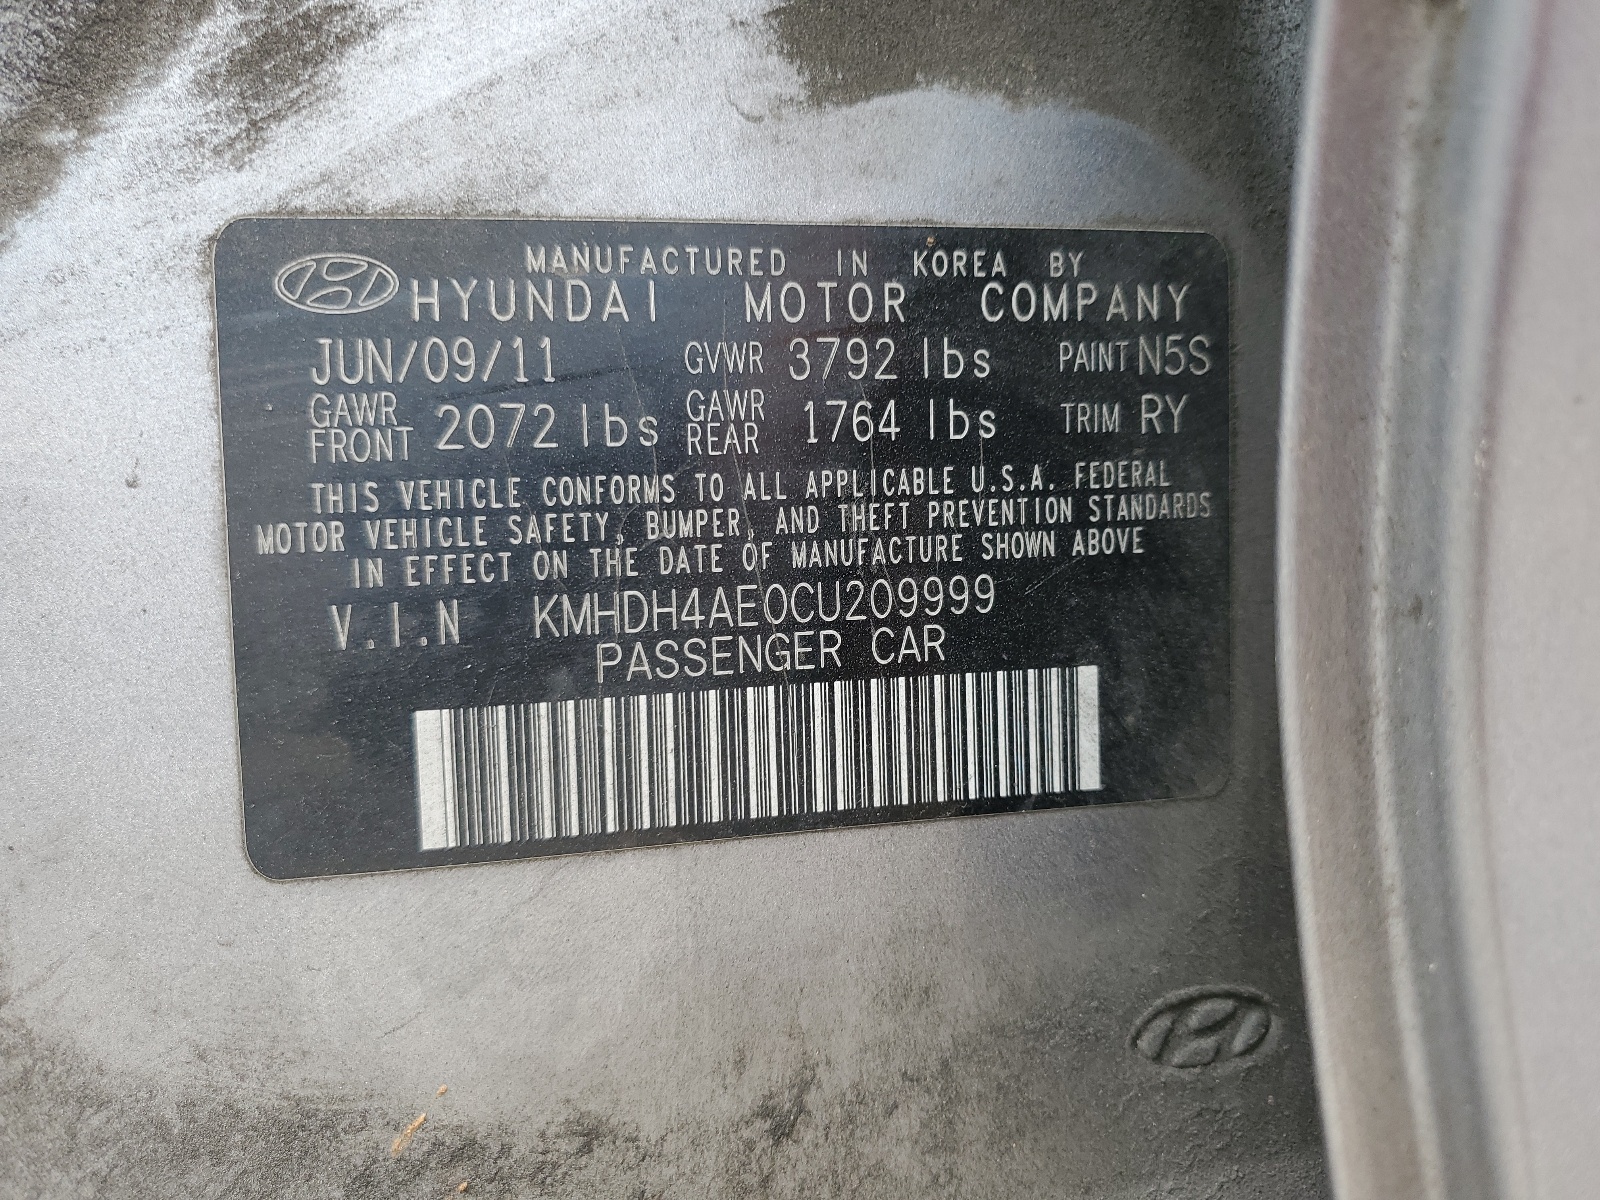 MANUFACTURED IN KOREA BY
HYUNDAI MOTOR COMPANY
JUN/09/11 GVWR 3792 lbs PAINT N5S
GAWR FRONT 2072 lbs GAWR REAR 1764 lbs TRIM RY
THIS VEHICLE CONFORMS TO ALL APPLICABLE U.S.A. FEDERAL
MOTOR VEHICLE SAFETY, BUMPER, AND THEFT PREVENTION STANDARDS
IN EFFECT ON THE DATE OF MANUFACTURE SHOWN ABOVE
V.I.N KMHDH4AE0CU209999
PASSENGER CAR